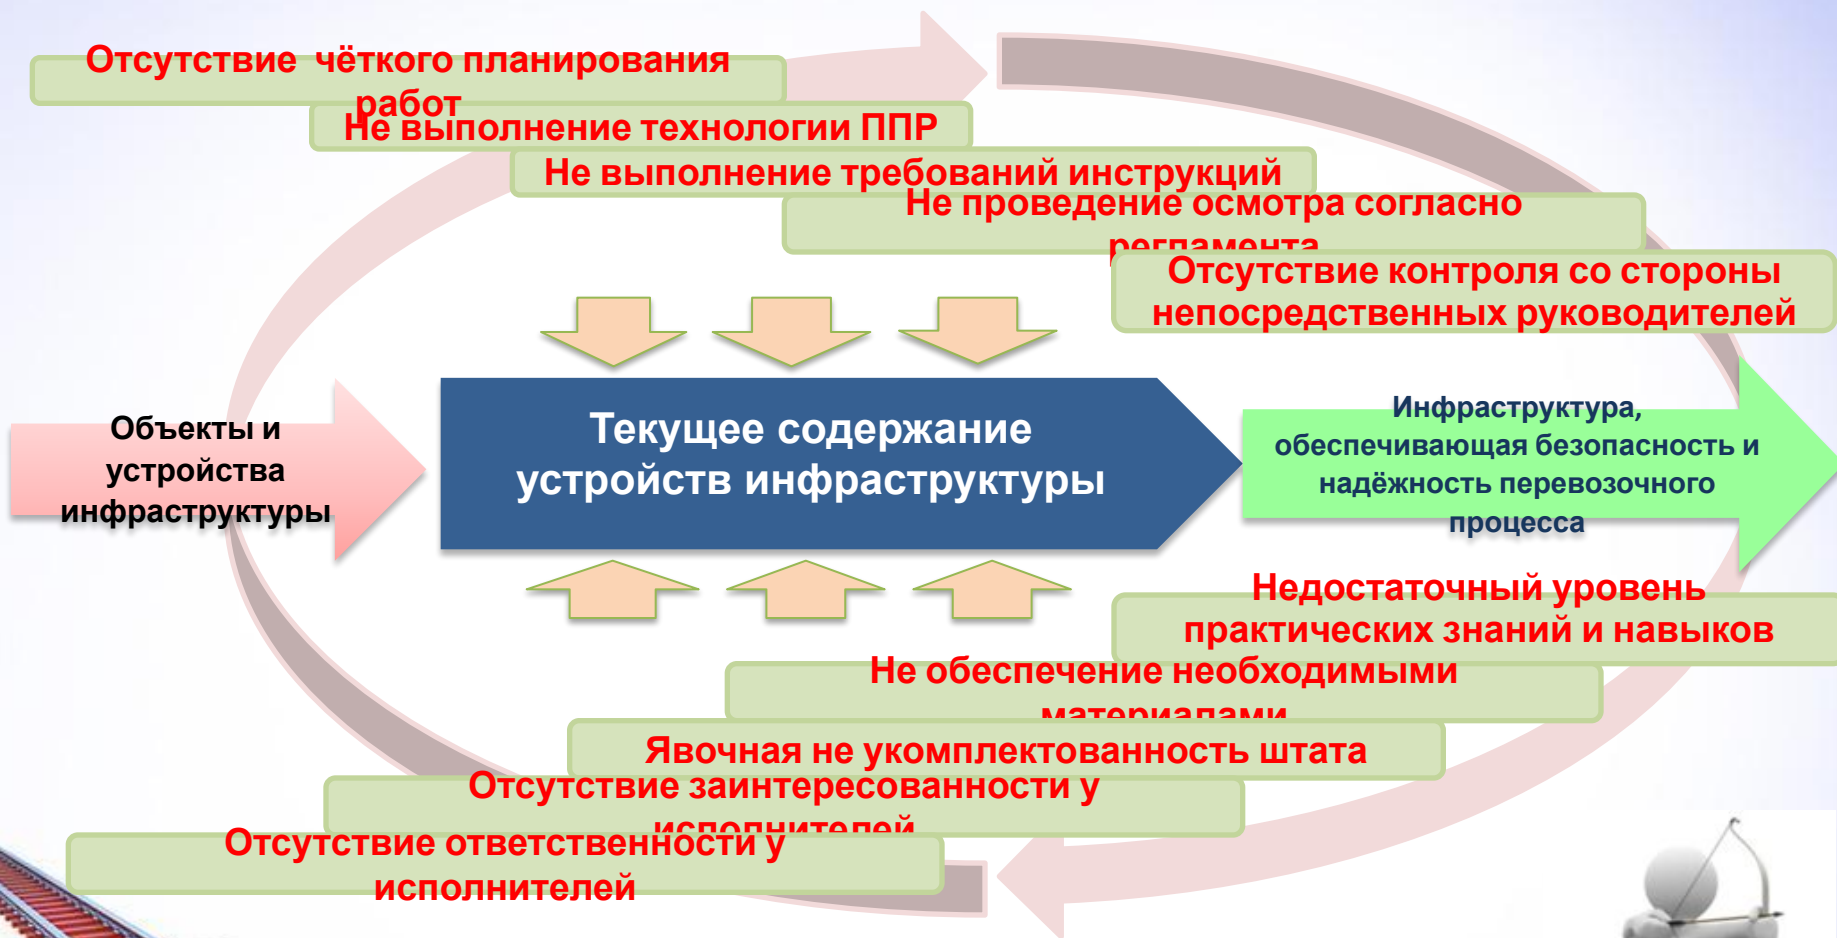 Отсутствие чёткого планирования
работ
Не выполнение технологии ППР
Не выполнение требований инструкций
Не проведение осмотра согласно
регламента
Отсутствие контроля со стороны
непосредственных руководителей
Объекты и
устройства
инфраструктуры
Текущее содержание
устройств инфраструктуры
Инфраструктура,
обеспечивающая безопасность и
надёжность перевозочного
процесса
Недостаточный уровень
практических знаний и навыков
Не обеспечение необходимыми
материалами
Явочная не укомплектованность штата
Отсутствие заинтересованности у
исполнителей
Отсутствие ответственности у
исполнителей